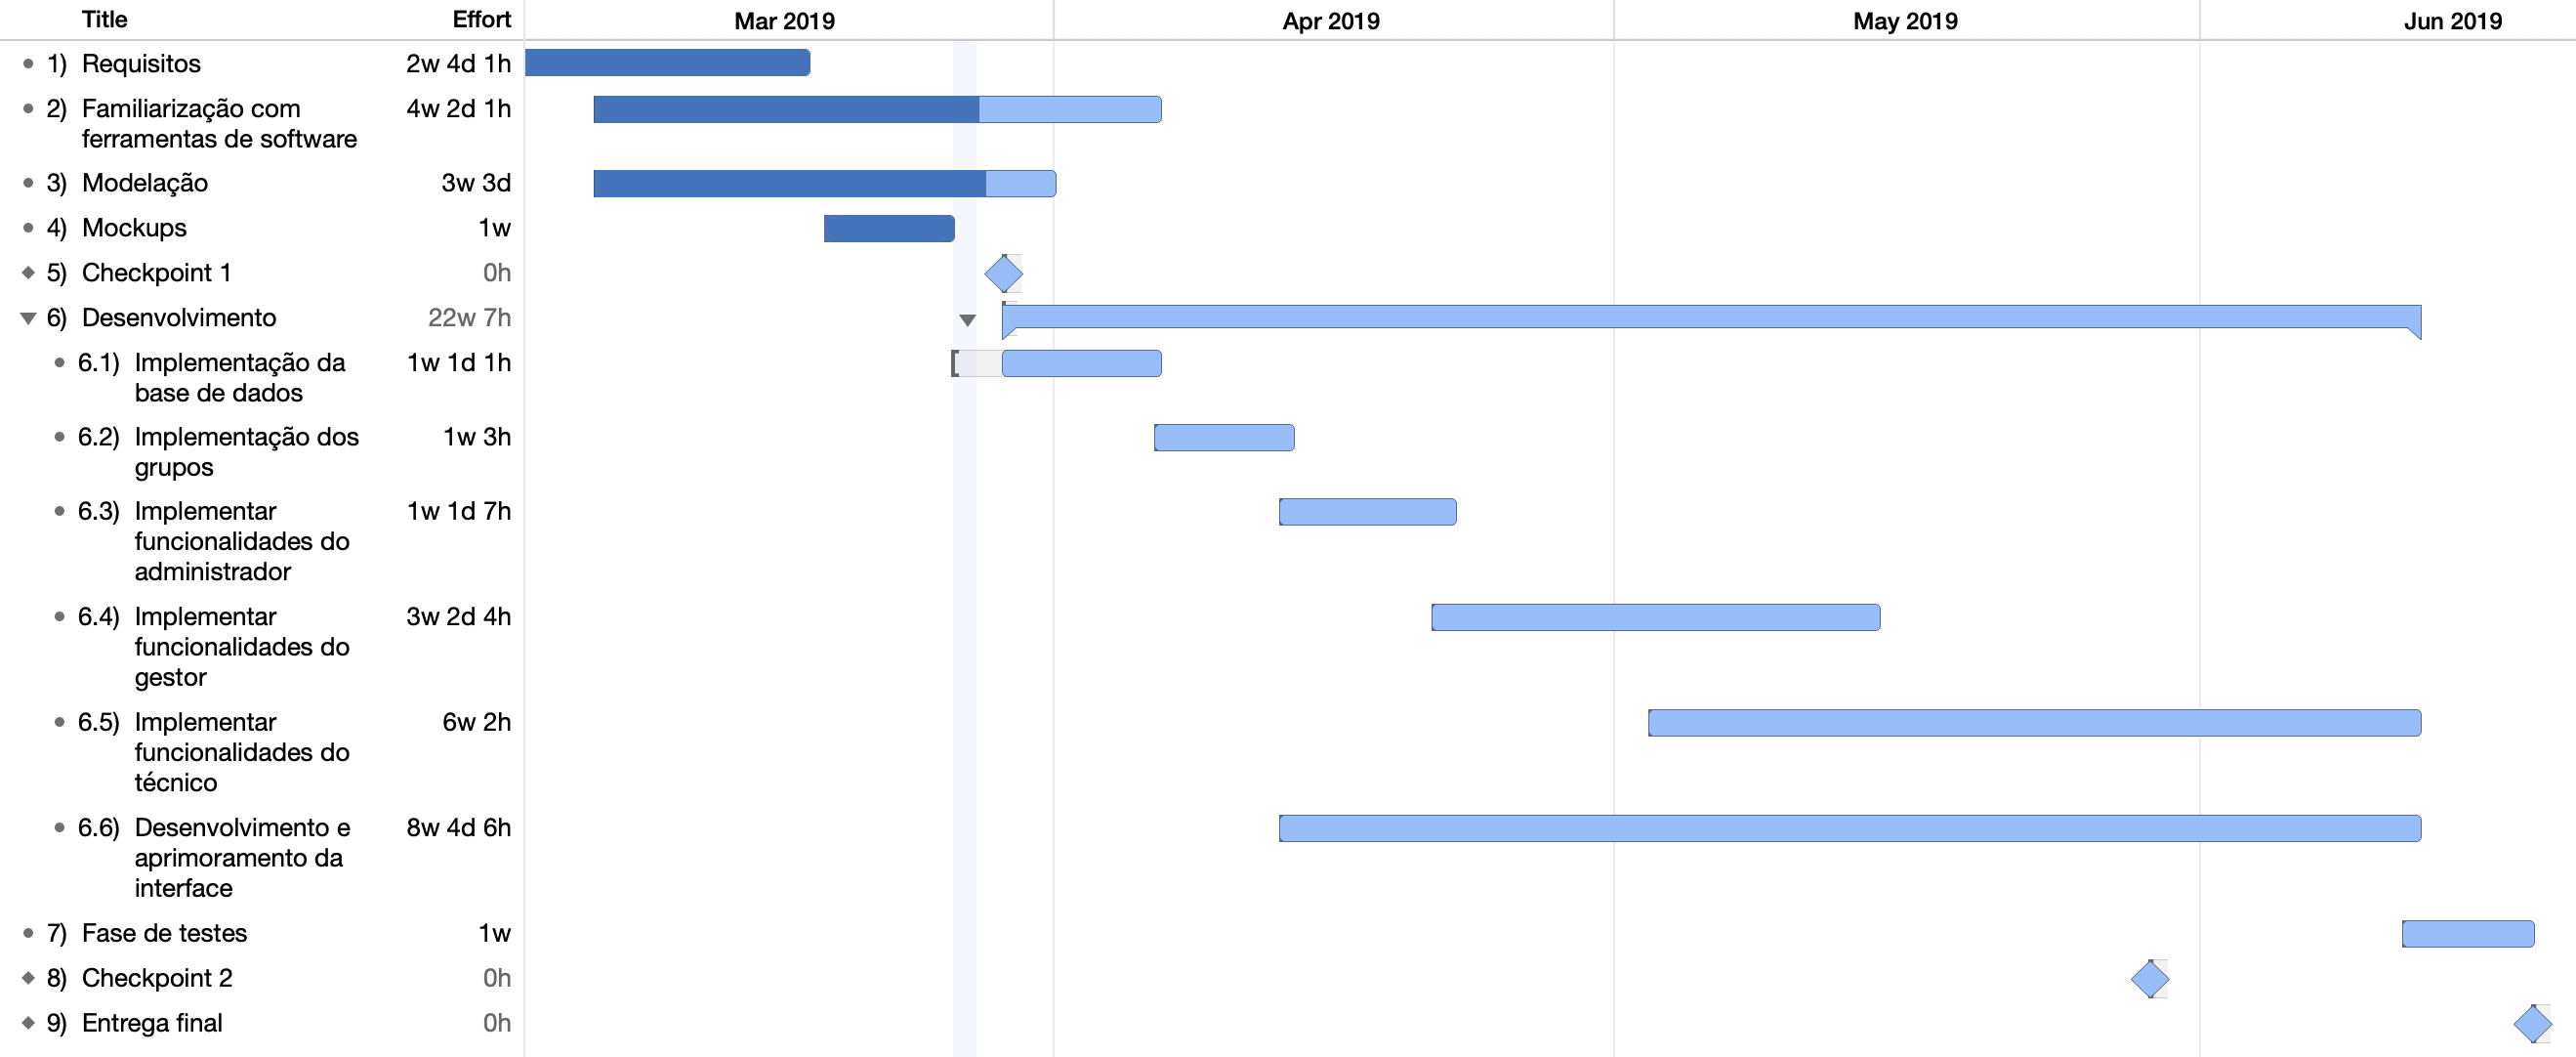 Title Effort Mar 2019 Apr 2019 May 2019 Jun 2019
1) Requisitos 2w 4d 1h
2) Familiarização com 4w 2d 1h
ferramentas de software
3) Modelação 3w 3d
4) Mockups 1w
5) Checkpoint 1 0h
6) Desenvolvimento 22w 7h
6.1) Implementação da 1w 1d 1h
base de dados
6.2) Implementação dos 1w 3h
grupos
6.3) Implementar 1w 1d 7h
funcionalidades do
administrador
6.4) Implementar 3w 2d 4h
funcionalidades do
gestor
6.5) Implementar 6w 2h
funcionalidades do
técnico
6.6) Desenvolvimento e 8w 4d 6h
aprimoramento da
interface
7) Fase de testes 1w
8) Checkpoint 2 0h
9) Entrega final 0h